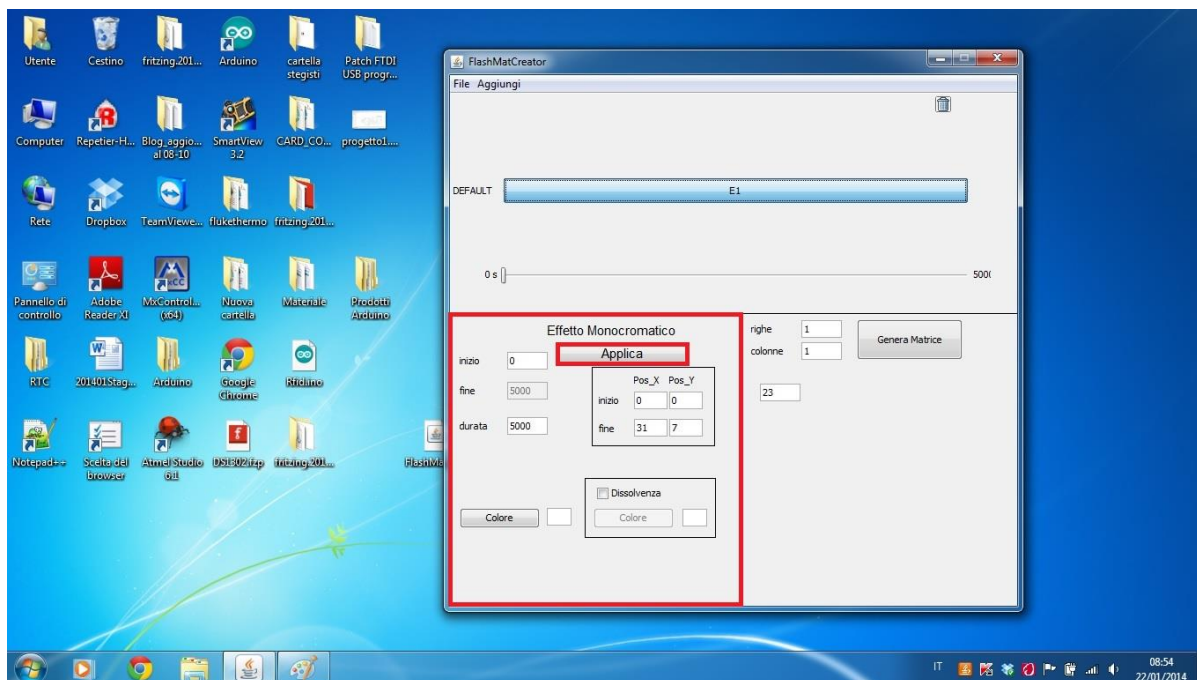 Utente
Cestino
fritzing.201...
Arduino
cartella stegisti
Patch FTDI USB progr...
Computer
Repetier-H...
Blog_aggio... al 08-10
SmartView 3.2
CARD_CO...
progetto1....
Rete
Dropbox
TeamViewe...
flukethermo
fritzing.201...
Pannello di controllo
Adobe Reader XI
MxControl... (x64)
Nuova cartella
Materiale
Prodotti Arduino
RTC
201401Stag...
Arduino
Google Chrome
Rfiduino
Notepad++
Scelta del browser
Atmel Studio 6.1
DS1302.fzp
fritzing.201...
FlashMa
FlashMatCreator
File Aggiungi
DEFAULT
E1
0 s
5000
Effetto Monocromatico
Applica
inizio 0
fine 5000
durata 5000
Pos_X Pos_Y
inizio 0 0
fine 31 7
Colore
Dissolvenza
Colore
righe 1
colonne 1
Genera Matrice
23
IT
08:54
22/01/2014